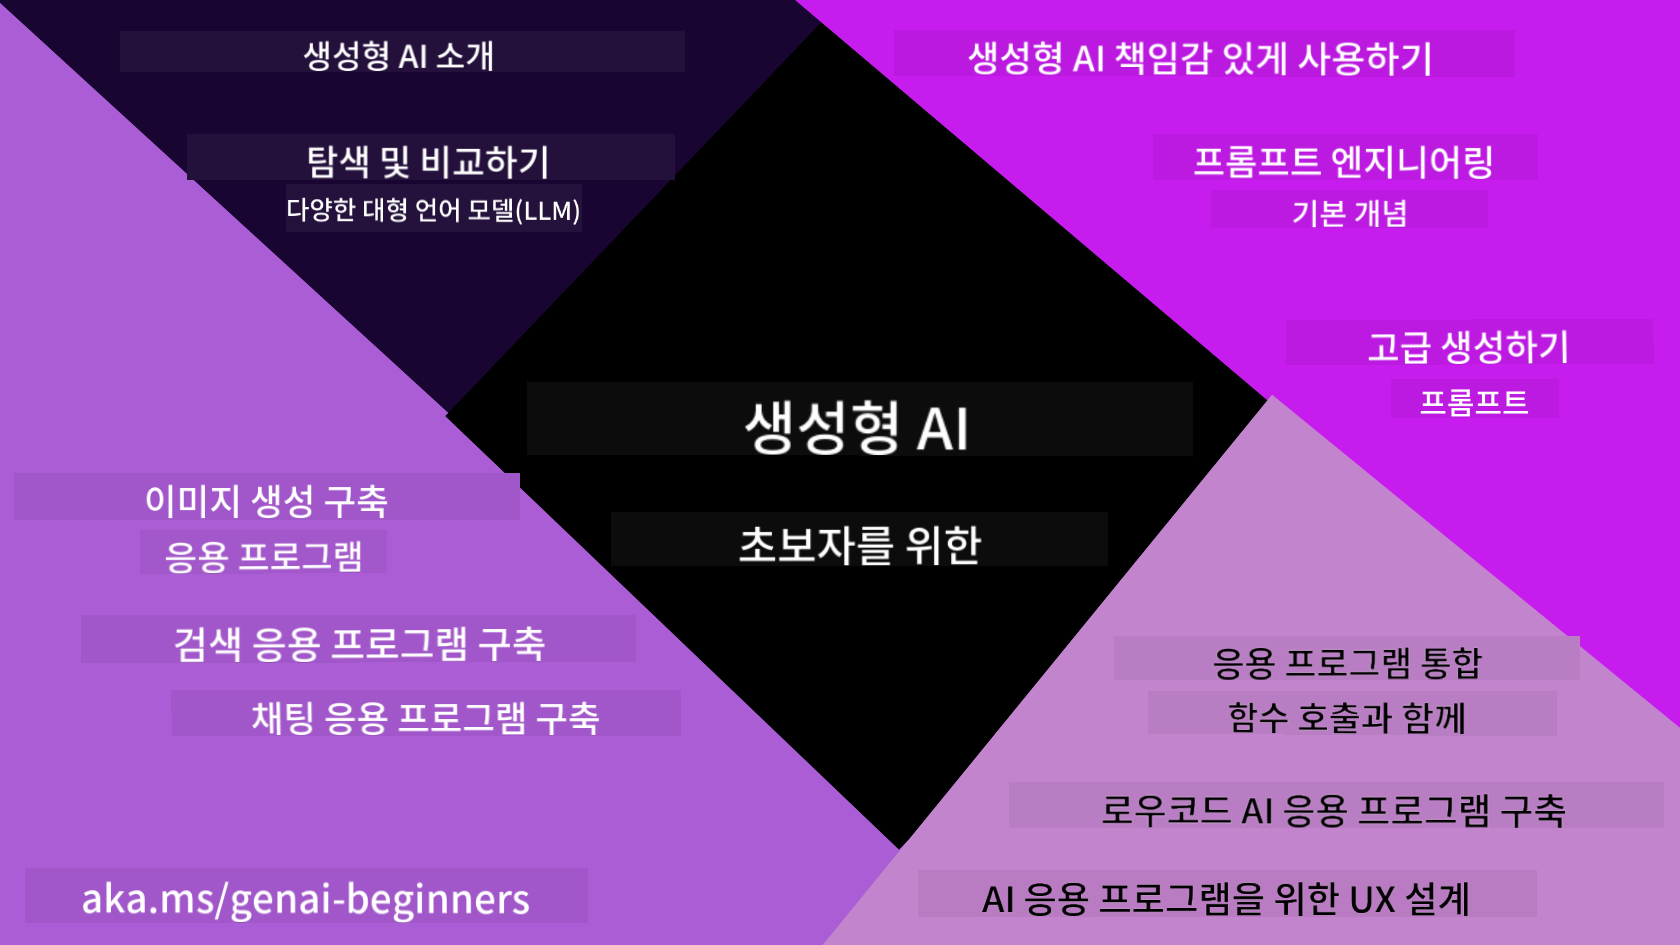 생성형 AI 소개
탐색 및 비교하기
다양한 대형 언어 모델(LLM)
생성형 AI 책임감 있게 사용하기
프롬프트 엔지니어링
기본 개념
고급 생성하기
프롬프트
생성형 AI
초보자를 위한
이미지 생성 구축
응용 프로그램
검색 응용 프로그램 구축
채팅 응용 프로그램 구축
응용 프로그램 통합
함수 호출과 함께
로우코드 AI 응용 프로그램 구축
AI 응용 프로그램을 위한 UX 설계
aka.ms/genai-beginners